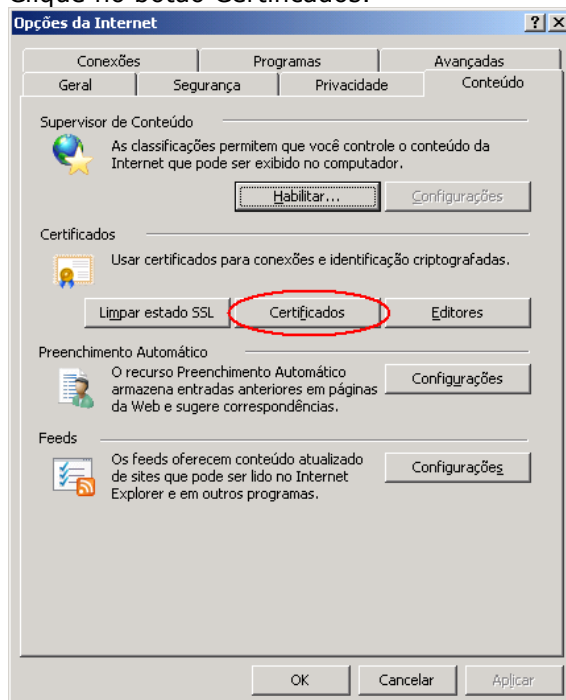 Clique no botão Certificados.
Opções da Internet
Conexões Programas Avançadas
Geral Segurança Privacidade Conteúdo
Supervisor de Conteúdo
As classificações permitem que você controle o conteúdo da
Internet que pode ser exibido no computador.
Habilitar... Configurações
Certificados
Usar certificados para conexões e identificação criptografadas.
Limpar estado SSL Certificados Editores
Preenchimento Automático
O recurso Preenchimento Automático
armazena entradas anteriores em páginas
da Web e sugere correspondências.
Configurações
Feeds
Os feeds oferecem conteúdo atualizado
de sites que pode ser lido no Internet
Explorer e em outros programas.
Configurações
OK Cancelar Aplicar